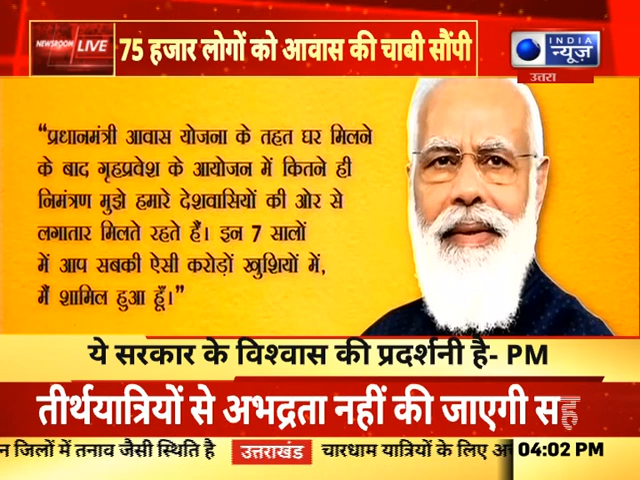 NEWSROOM LIVE
75 हजार लोगों को आवास की चाबी सौंपी
INDIA
न्यूज़
उत्तरा
“प्रधानमंत्री आवास योजना के तहत घर मिलने
के बाद गृहप्रवेश के आयोजन में कितने ही
निमंत्रण मुझे हमारे देशवासियों की ओर से
लगातार मिलते रहते हैं। इन 7 सालों
में आप सबकी ऐसी करोड़ों खुशियों में,
मैं शामिल हुआ हूँ।”
ये सरकार के विश्वास की प्रदर्शनी है- PM
तीर्थयात्रियों से अभद्रता नहीं की जाएगी
न जिलों में तनाव जैसी स्थिति है
उत्तराखंड
चारधाम यात्रियों के लिए
04:02 PM